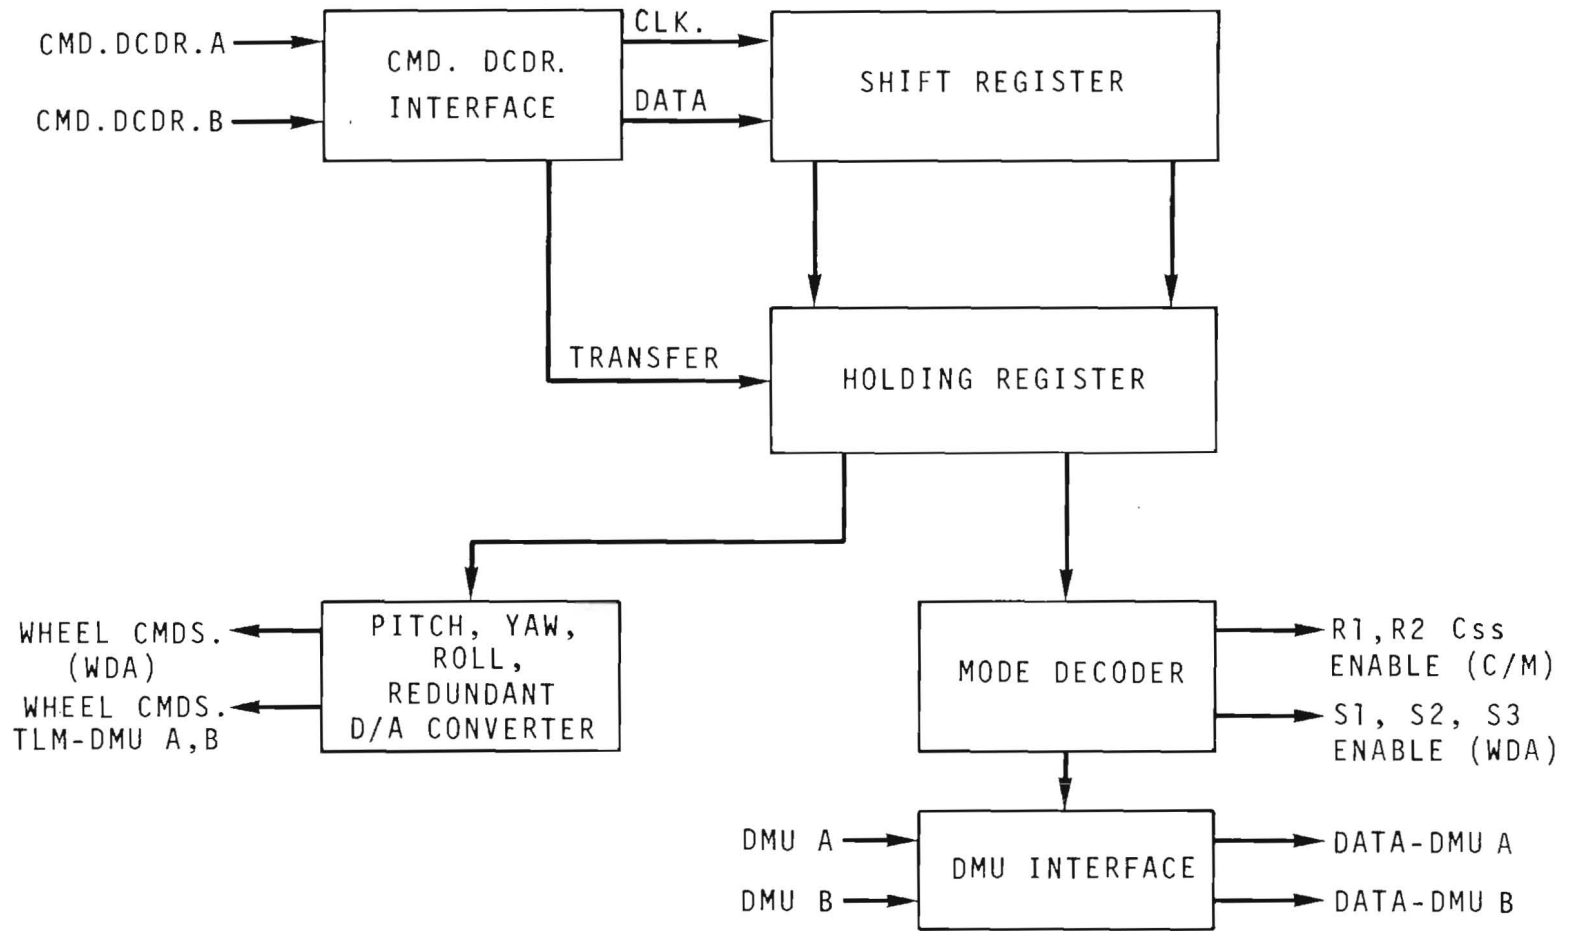 CMD.DCDR.A
CMD.DCDR.B
CMD. DCDR.
INTERFACE
CLK.
DATA
SHIFT REGISTER
TRANSFER
HOLDING REGISTER
WHEEL CMDS.
(WDA)
WHEEL CMDS.
TLM-DMU A,B
PITCH, YAW,
ROLL,
REDUNDANT
D/A CONVERTER
MODE DECODER
R1,R2 Css
ENABLE (C/M)
S1, S2, S3
ENABLE (WDA)
DMU A
DMU B
DMU INTERFACE
DATA-DMU A
DATA-DMU B